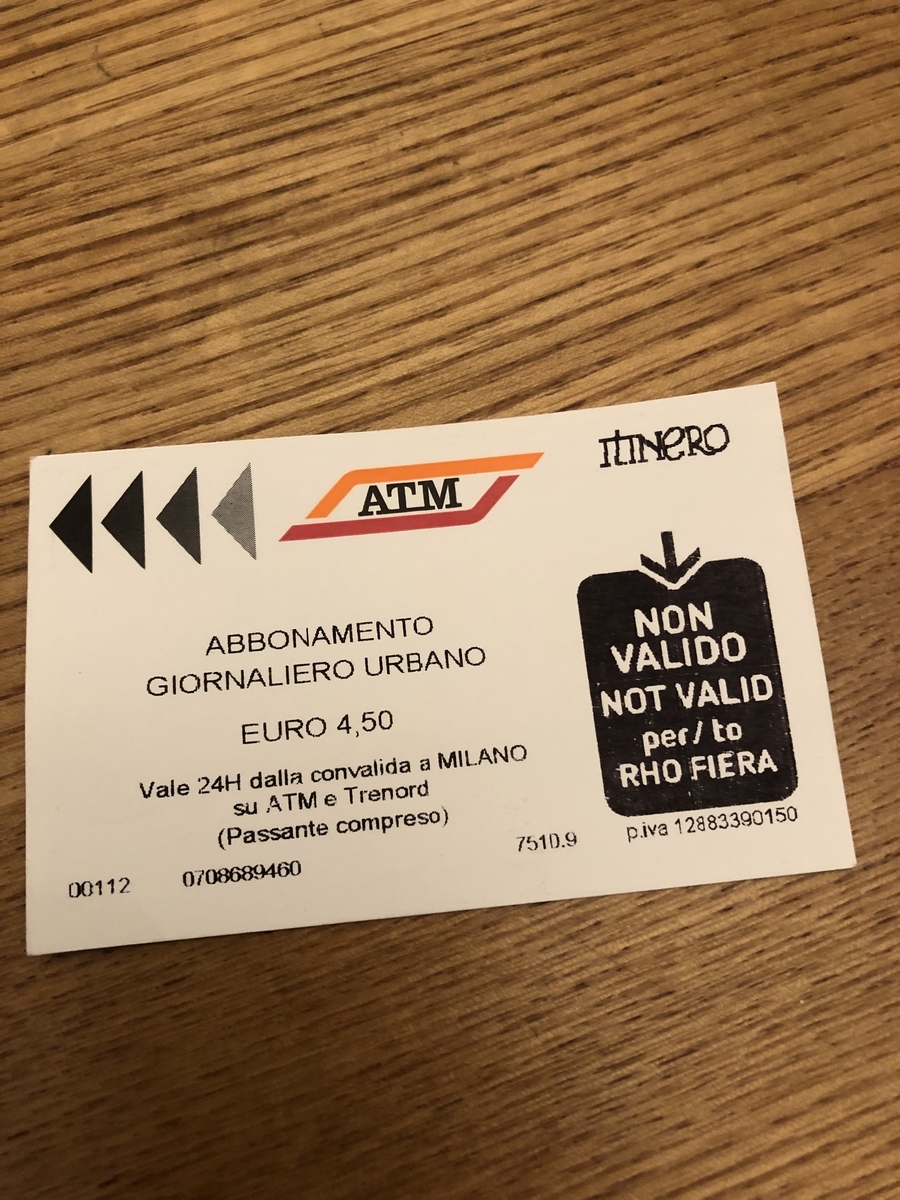 ATM
ITINERO
ABBONAMENTO
GIORNALIERO URBANO
EURO 4,50
Vale 24H dalla convalida a MILANO
su ATM e Trenord
(Passante compreso)
00112 0708689460 7510.9
NON
VALIDO
NOT VALID
per/to
RHO FIERA
p.iva 12883390150